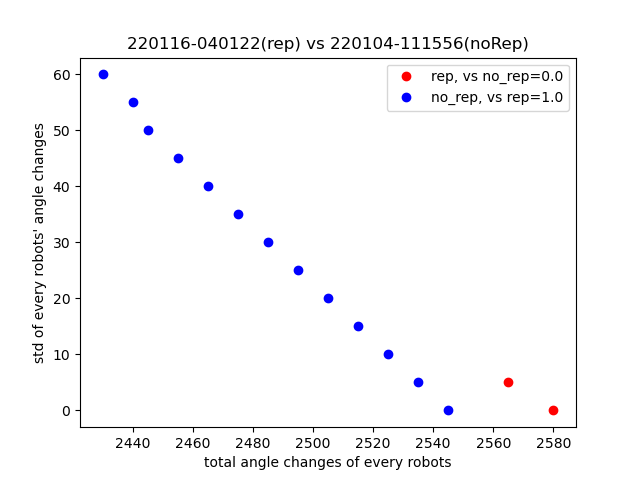 220116-040122(rep) vs 220104-111556(noRep)
rep, vs no_rep=0.0
no_rep, vs rep=1.0
std of every robots' angle changes
60
50
40
30
20
10
0
2440 2460 2480 2500 2520 2540 2560 2580
total angle changes of every robots